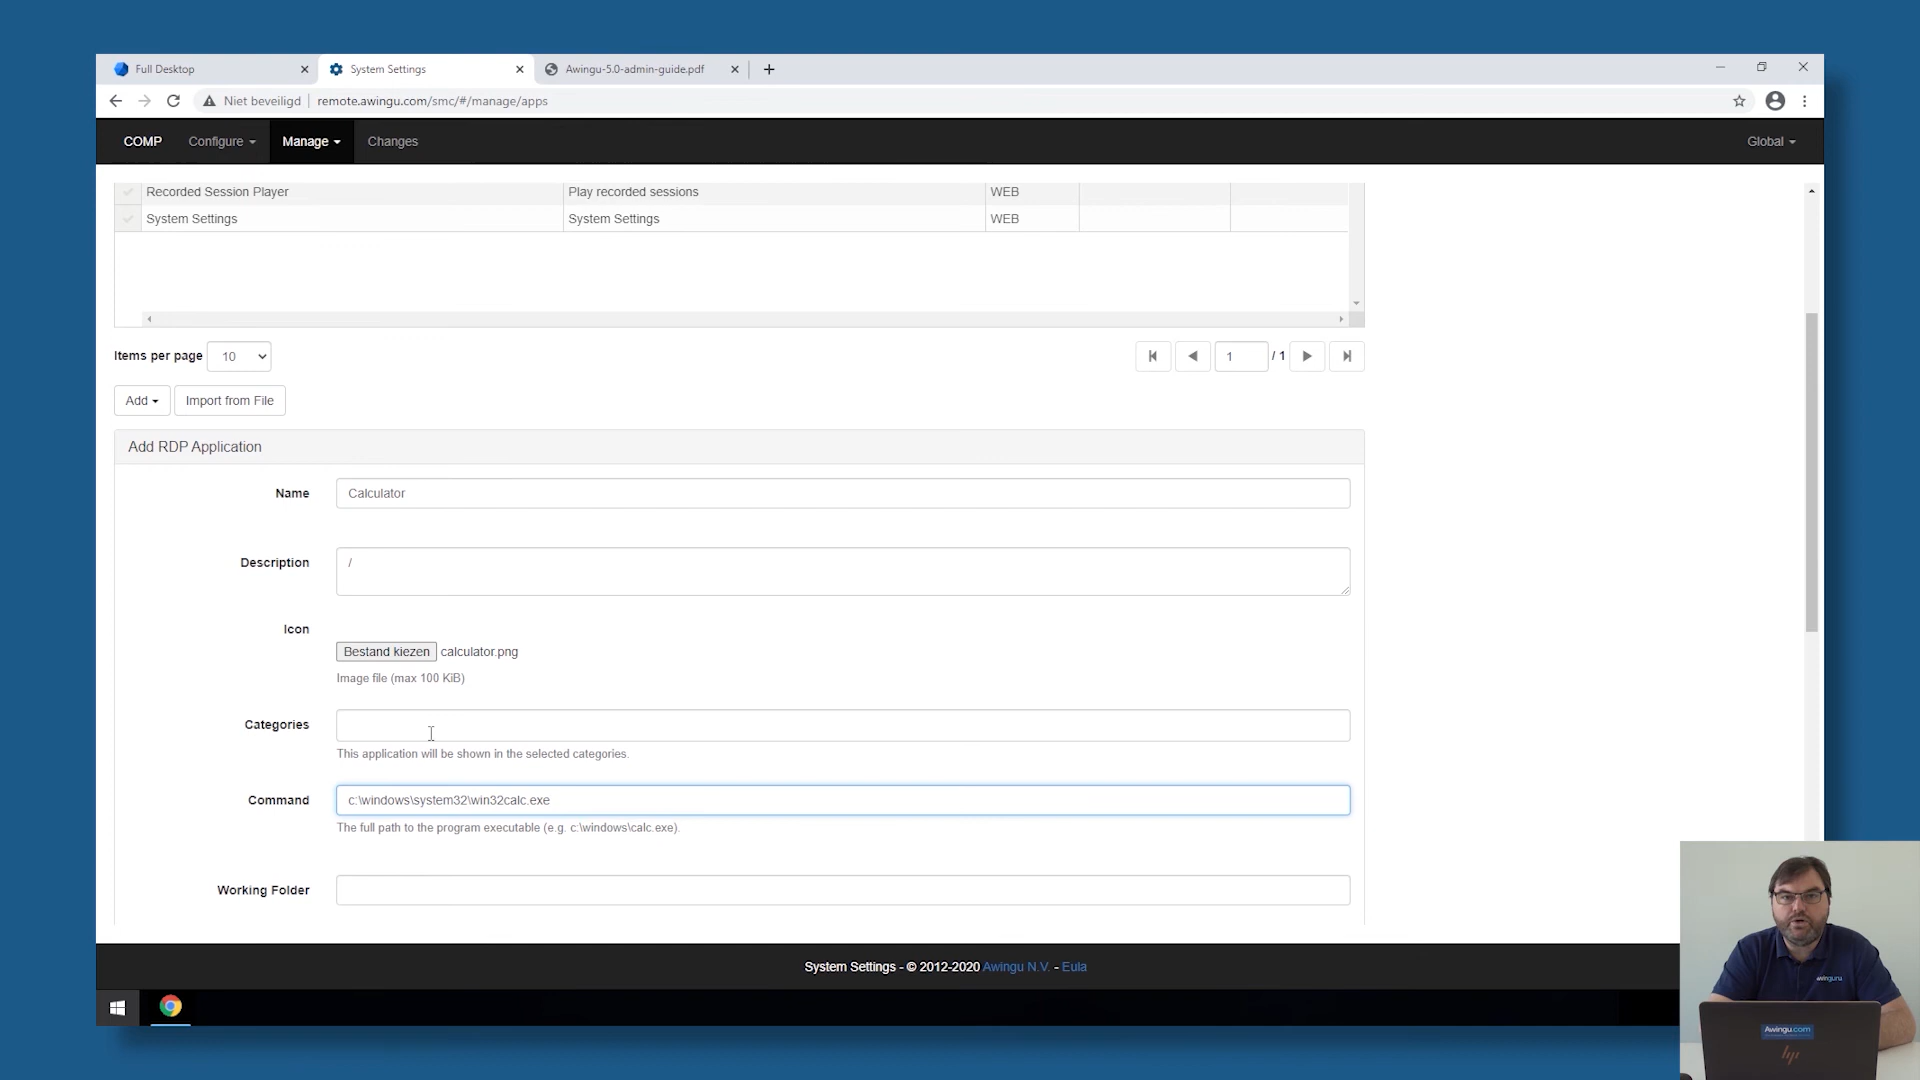 Full Desktop
System Settings
Awingu-5.0-admin-guide.pdf
Niet beveiligd
remote.awingu.com/smc/#/manage/apps
COMP
Configure
Manage
Changes
Global
Recorded Session Player
Play recorded sessions
WEB
System Settings
System Settings
WEB
Items per page
10
1
/ 1
Add
Import from File
Add RDP Application
Name
Calculator
Description
/
Icon
Bestand kiezen
calculator.png
Image file (max 100 KiB)
Categories
This application will be shown in the selected categories.
Command
c:\windows\system32\win32calc.exe
The full path to the program executable (e.g. c:\windows\calc.exe).
Working Folder
System Settings - © 2012-2020 Awingu N.V. - Eula
awingu
Awingu.com
hp